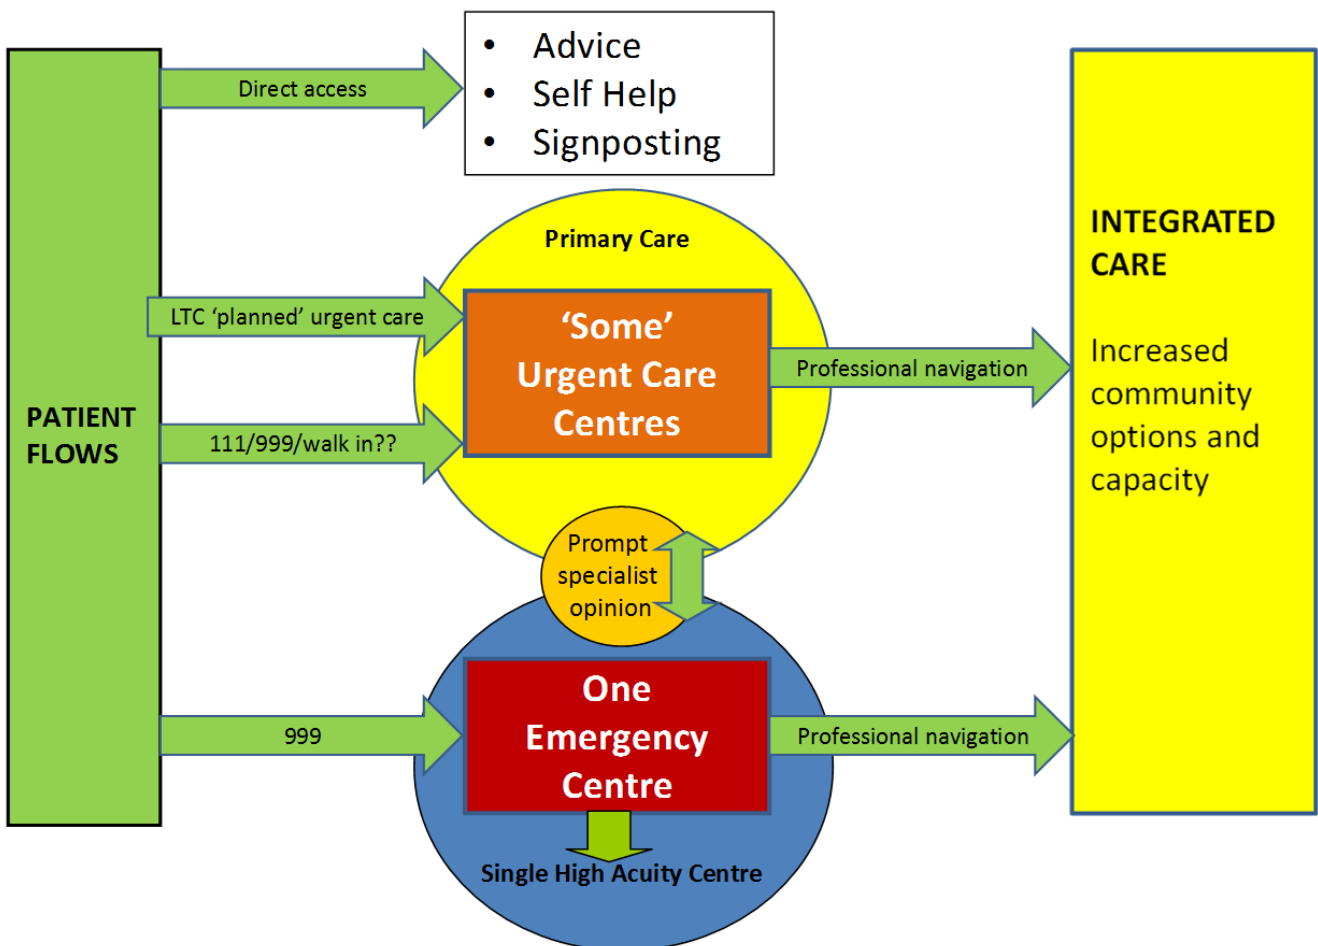 PATIENT
FLOWS
Direct access
• Advice
• Self Help
• Signposting
Primary Care
LTC ‘planned’ urgent care
111/999/walk in??
‘Some’
Urgent Care
Centres
Professional navigation
Prompt
specialist
opinion
999
One
Emergency
Centre
Professional navigation
Single High Acuity Centre
INTEGRATED
CARE
Increased
community
options and
capacity